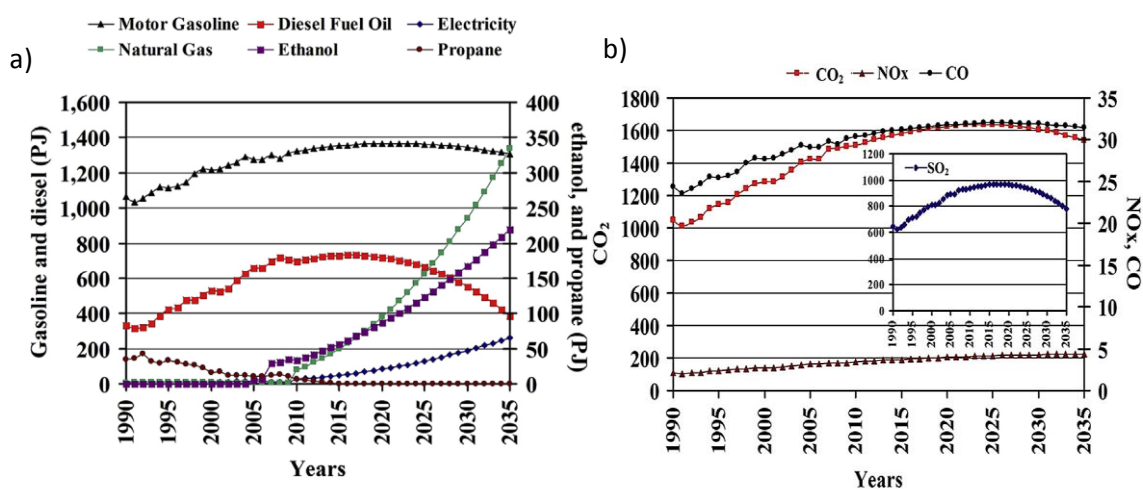 Motor Gasoline Diesel Fuel Oil Electricity
Natural Gas Ethanol Propane
a)
1,600
1,400
1,200
1,000
800
600
400
200
0
Gasoline and diesel (PJ)
400
350
300
250
200
150
100
50
0
ethanol, and propane (PJ)
1990 1995 2000 2005 2010 2015 2020 2025 2030 2035
Years
b)
CO₂ NOx CO
1800
1600
1400
1200
1000
800
600
400
200
0
CO₂
35
30
25
20
15
10
5
0
NOx, CO
1200
1000
800
600
400
200
0
SO₂
1990 1995 2000 2005 2010 2015 2020 2025 2030 2035
1990 1995 2000 2005 2010 2015 2020 2025 2030 2035
Years